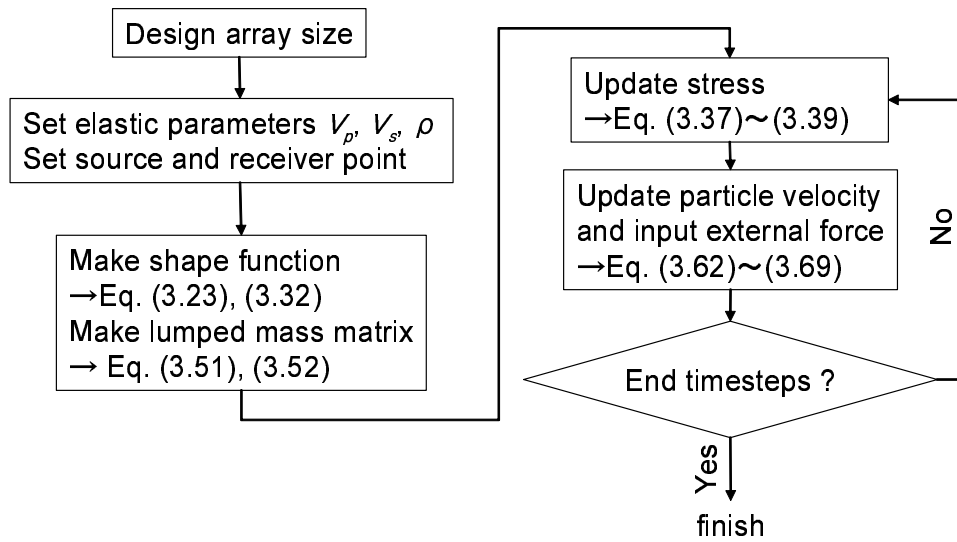 Design array size
Set elastic parameters Vp, Vs, ρ
Set source and receiver point
Make shape function
→Eq. (3.23), (3.32)
Make lumped mass matrix
→ Eq. (3.51), (3.52)
Update stress
→Eq. (3.37)～(3.39)
Update particle velocity
and input external force
→Eq. (3.62)～(3.69)
No
End timesteps ?
Yes
finish